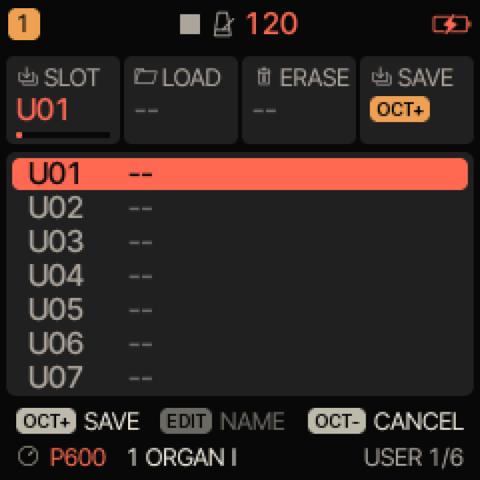 1 120
SLOT LOAD ERASE SAVE
U01 -- -- OCT+
U01 --
U02 --
U03 --
U04 --
U05 --
U06 --
U07 --
OCT+ SAVE EDIT NAME OCT- CANCEL
P600 1 ORGAN I USER 1/6